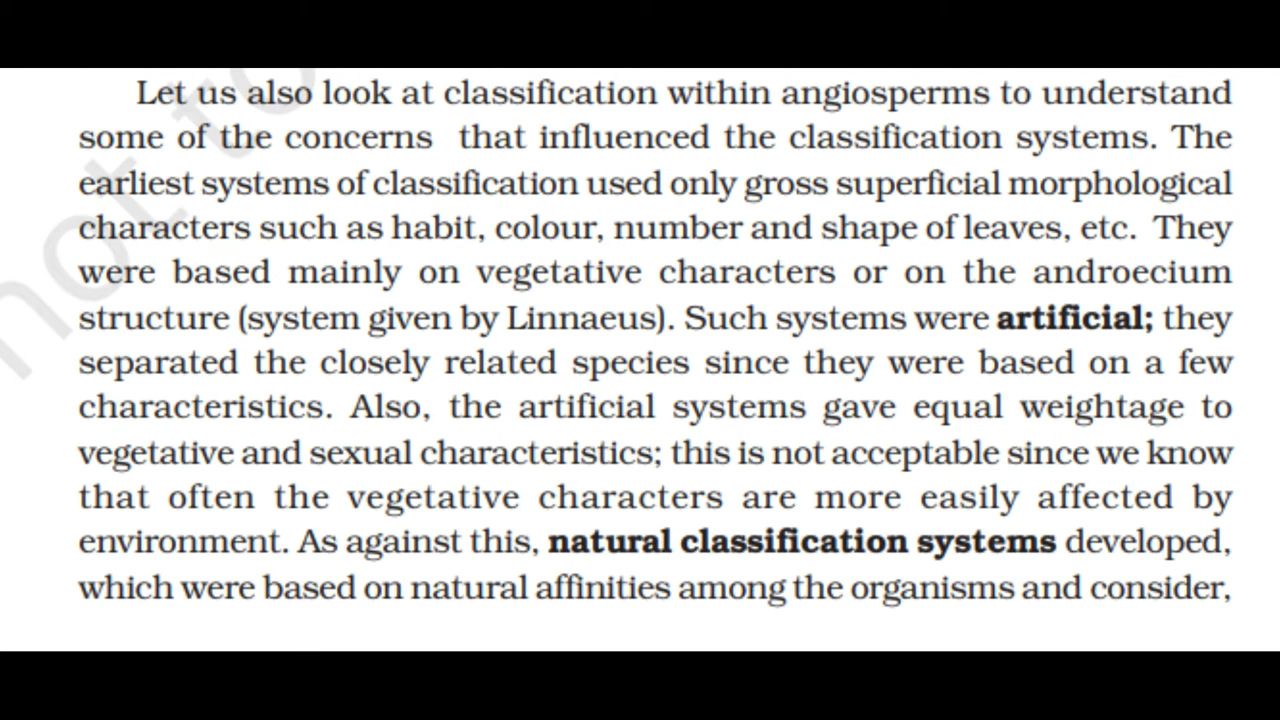 Let us also look at classification within angiosperms to understand
some of the concerns that influenced the classification systems. The
earliest systems of classification used only gross superficial morphological
characters such as habit, colour, number and shape of leaves, etc. They
were based mainly on vegetative characters or on the androecium
structure (system given by Linnaeus). Such systems were artificial; they
separated the closely related species since they were based on a few
characteristics. Also, the artificial systems gave equal weightage to
vegetative and sexual characteristics; this is not acceptable since we know
that often the vegetative characters are more easily affected by
environment. As against this, natural classification systems developed,
which were based on natural affinities among the organisms and consider,
not to